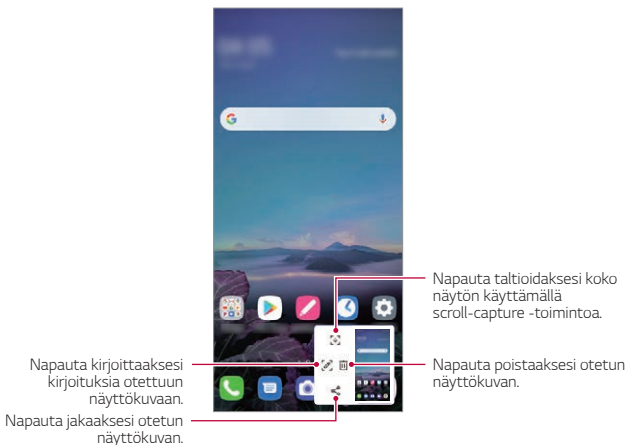 Napauta taltioidaksesi koko
näytön käyttämällä
scroll-capture -toimintoa.
Napauta kirjoittaaksesi
kirjoituksia otettuun
näyttökuvaan.
Napauta poistaaksesi otetun
näyttökuvan.
Napauta jakaaksesi otetun
näyttökuvan.